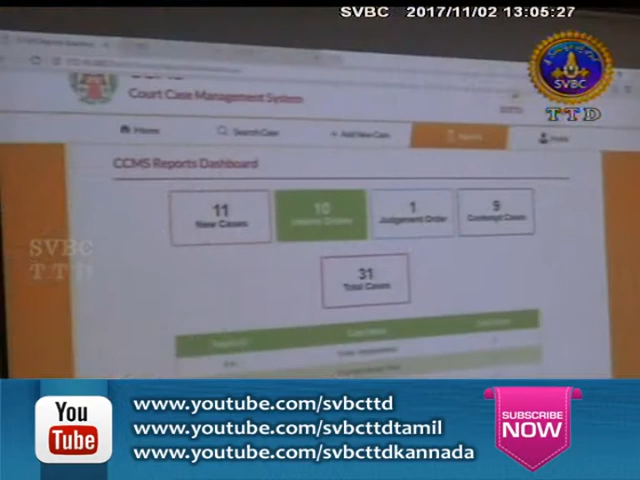 SVBC 2017/11/02 13:05:27
SVBC
TTD
Court Case Management System
Home
Search Case
+ Add New Case
CCMS Reports Dashboard
11
New Cases
10
Interim Orders
1
Judgement Order
9
Contempt Cases
SVBC
TTD
31
Total Cases
You
Tube
www.youtube.com/svbcttd
www.youtube.com/svbcttdtamil
www.youtube.com/svbcttdkannada
SUBSCRIBE
NOW